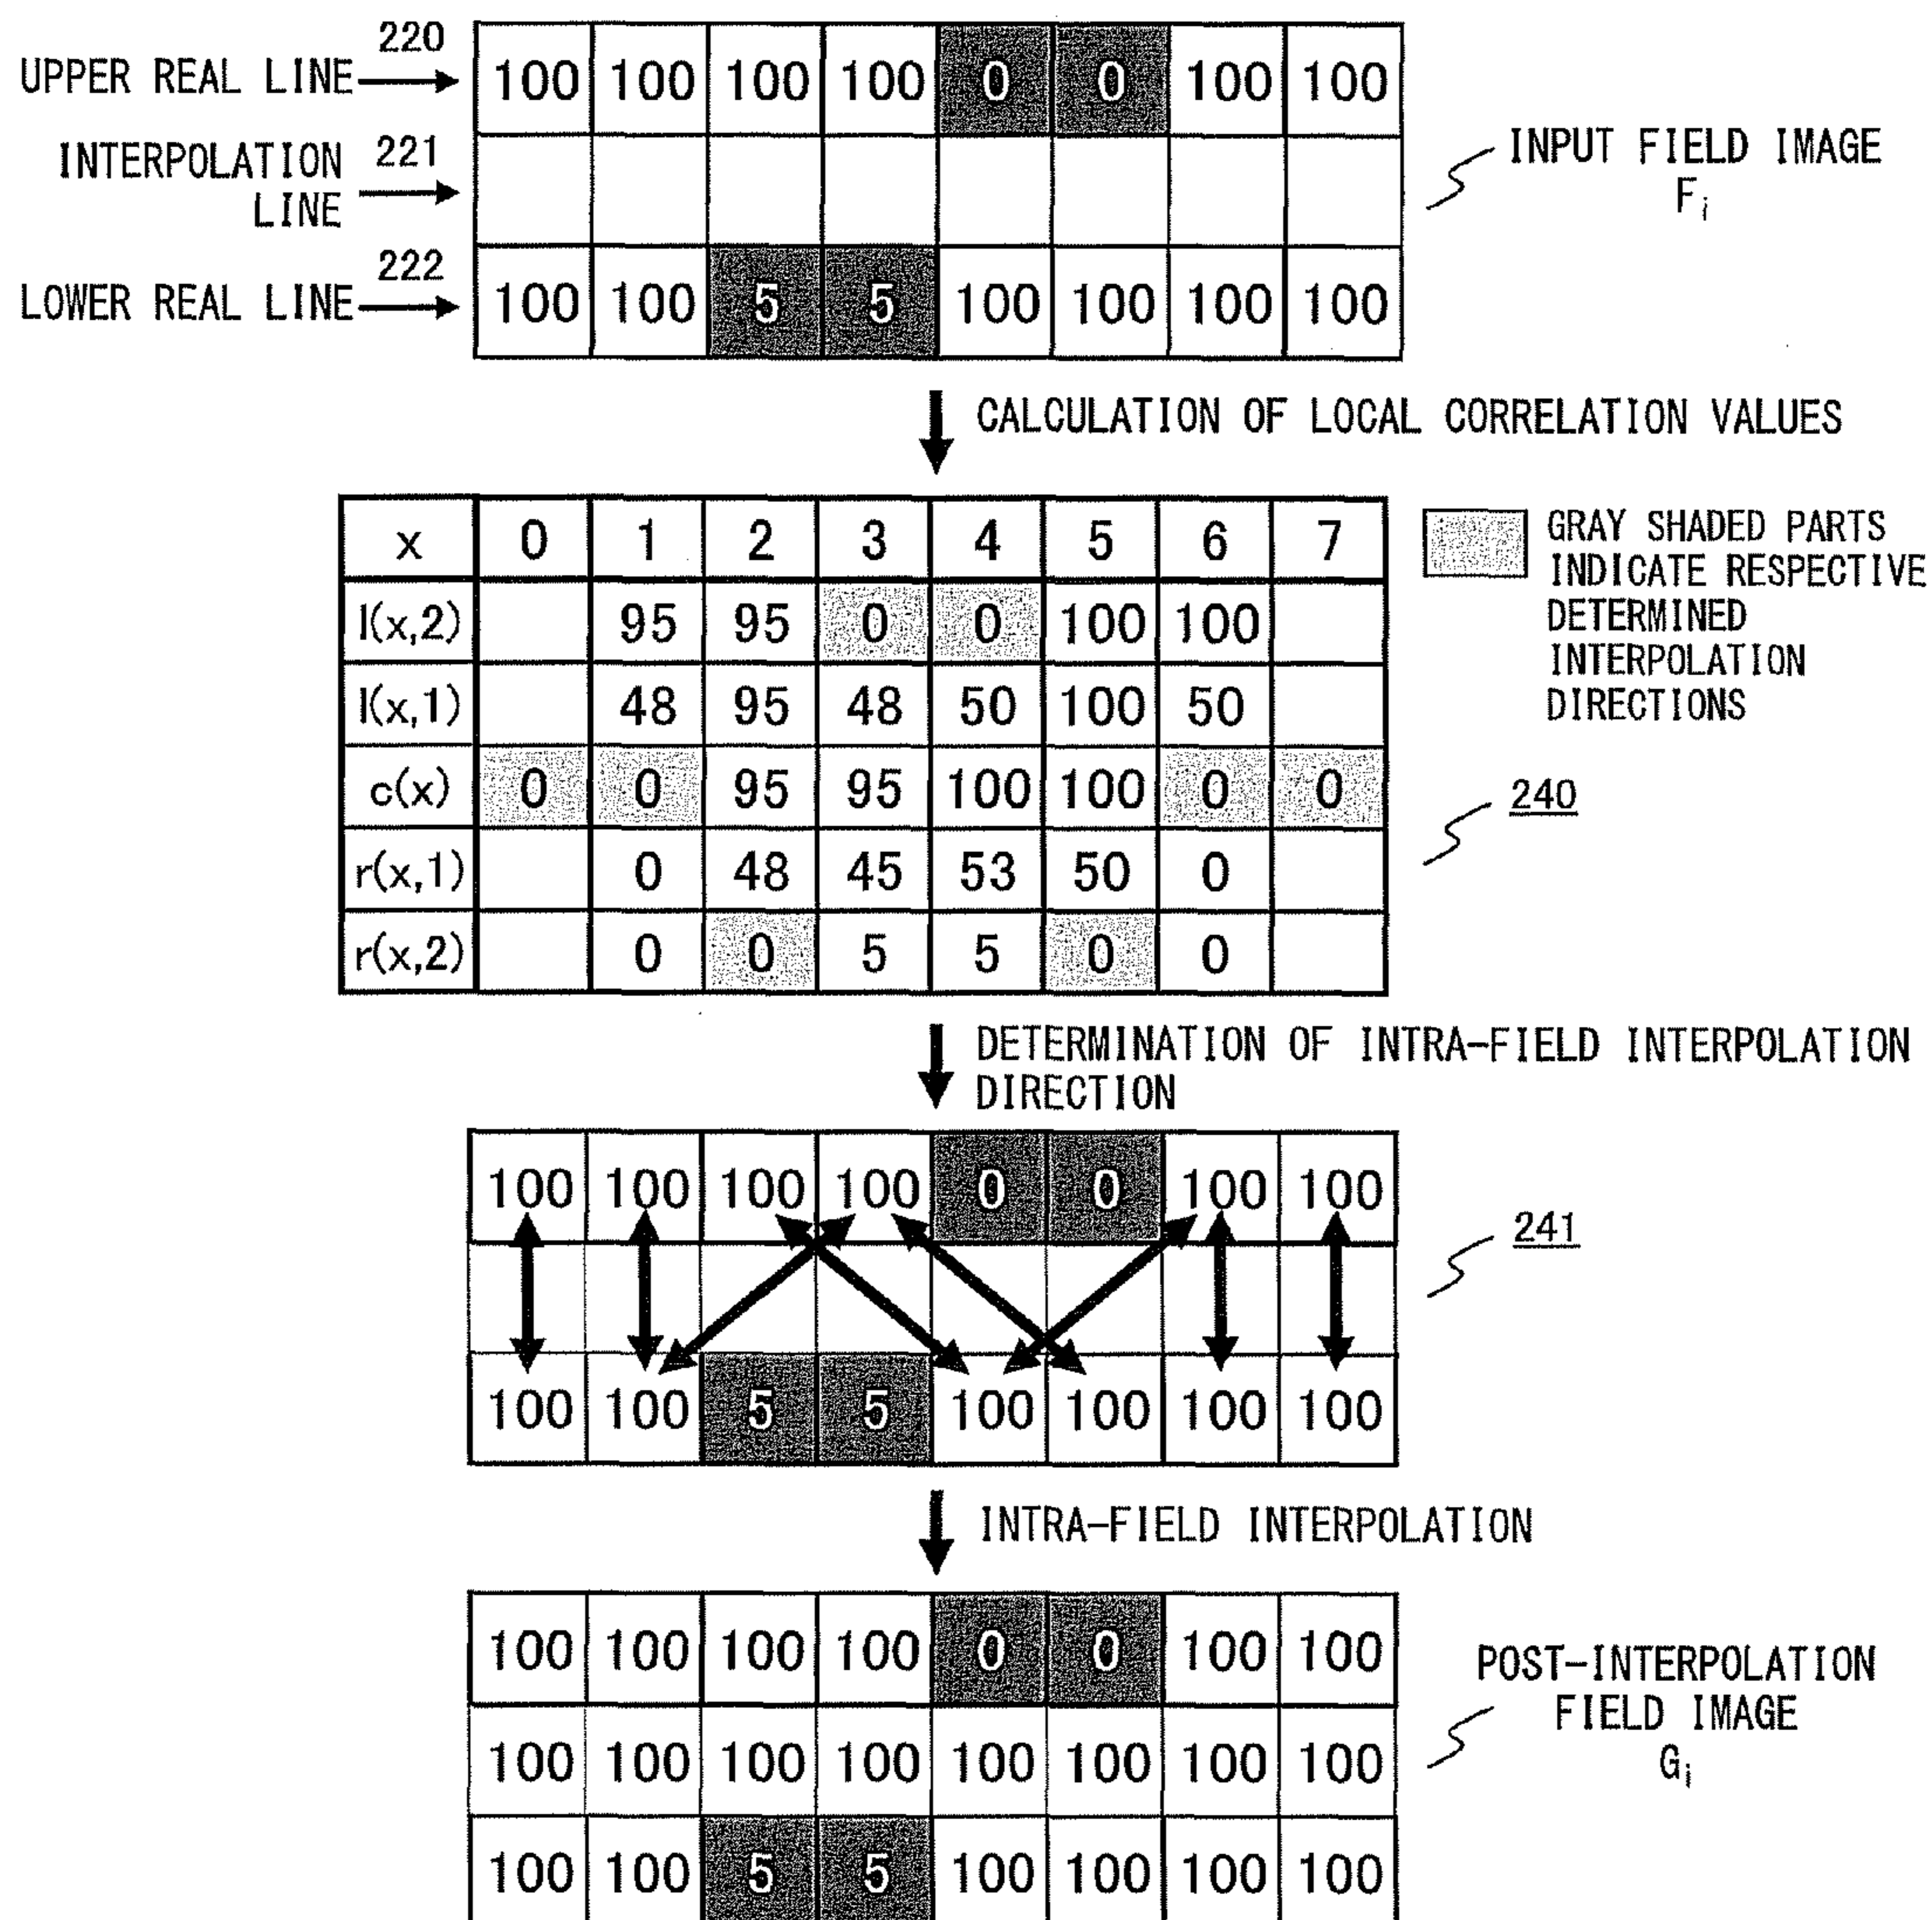 220
UPPER REAL LINE
100 100 100 100 0 0 100 100
INTERPOLATION LINE
221
INPUT FIELD IMAGE
Fi
222
LOWER REAL LINE
100 100 5 5 100 100 100 100
CALCULATION OF LOCAL CORRELATION VALUES
x 0 1 2 3 4 5 6 7
l(x,2) 95 95 0 0 100 100
l(x,1) 48 95 48 50 100 50
c(x) 0 0 95 95 100 100 0 0
r(x,1) 0 48 45 53 50 0
r(x,2) 0 0 5 5 0 0
GRAY SHADED PARTS
INDICATE RESPECTIVE
DETERMINED
INTERPOLATION
DIRECTIONS
240
DETERMINATION OF INTRA-FIELD INTERPOLATION
DIRECTION
100 100 100 100 0 0 100 100
241
100 100 5 5 100 100 100 100
INTRA-FIELD INTERPOLATION
100 100 100 100 0 0 100 100
100 100 100 100 100 100 100 100
100 100 5 5 100 100 100 100
POST-INTERPOLATION
FIELD IMAGE
Gi